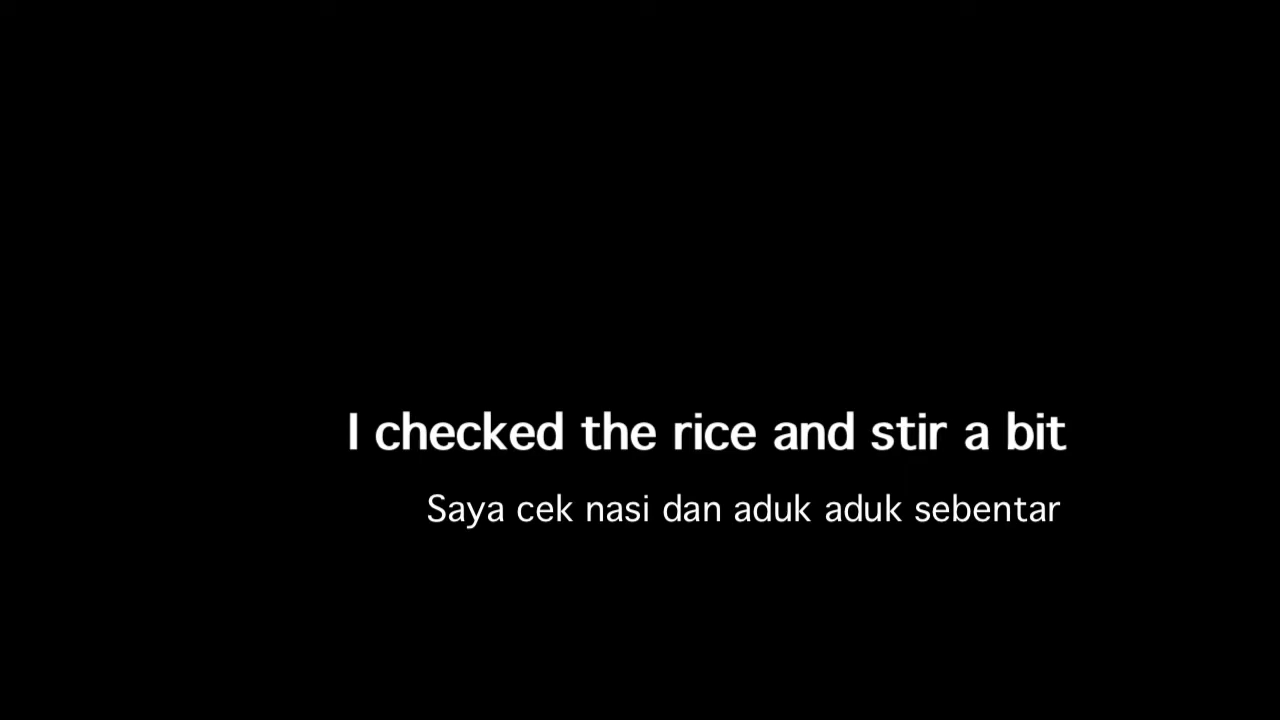 I checked the rice and stir a bit
Saya cek nasi dan aduk aduk sebentar